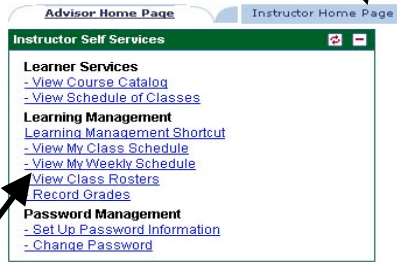 Advisor Home Page Instructor Home Page
Instructor Self Services
Learner Services
- View Course Catalog
- View Schedule of Classes
Learning Management
Learning Management Shortcut
- View My Class Schedule
- View My Weekly Schedule
View Class Rosters
Record Grades
Password Management
- Set Up Password Information
- Change Password